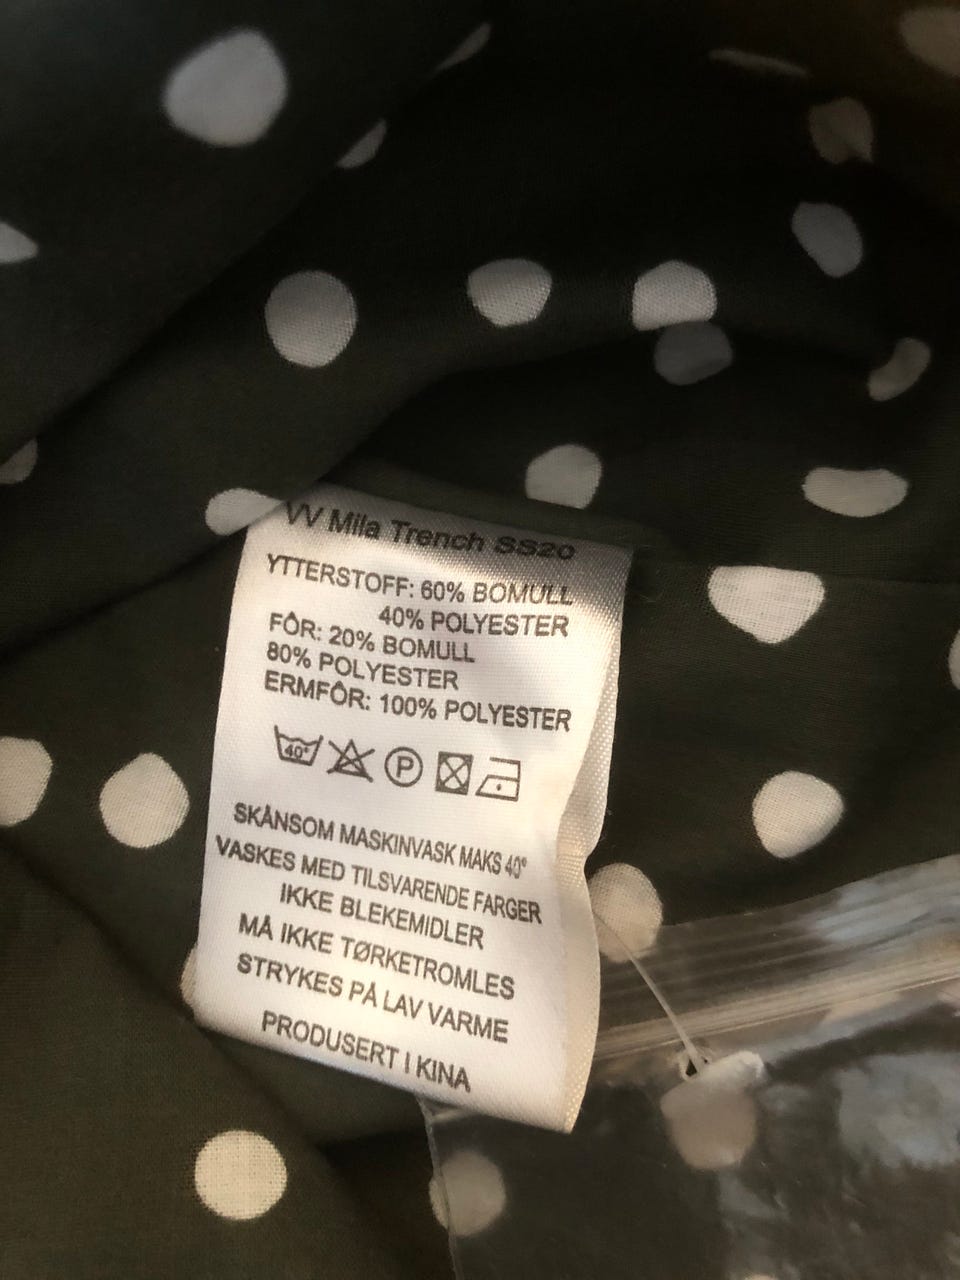 VV Mila Trench SS20
YTTERSTOFF: 60% BOMULL
40% POLYESTER
FÔR: 20% BOMULL
80% POLYESTER
ERMFÔR: 100% POLYESTER
40° P
SKÅNSOM MASKINVASK MAKS 40°
VASKES MED TILSVARENDE FARGER
IKKE BLEKEMIDLER
MÅ IKKE TØRKETROMLES
STRYKES PÅ LAV VARME
PRODUSERT I KINA